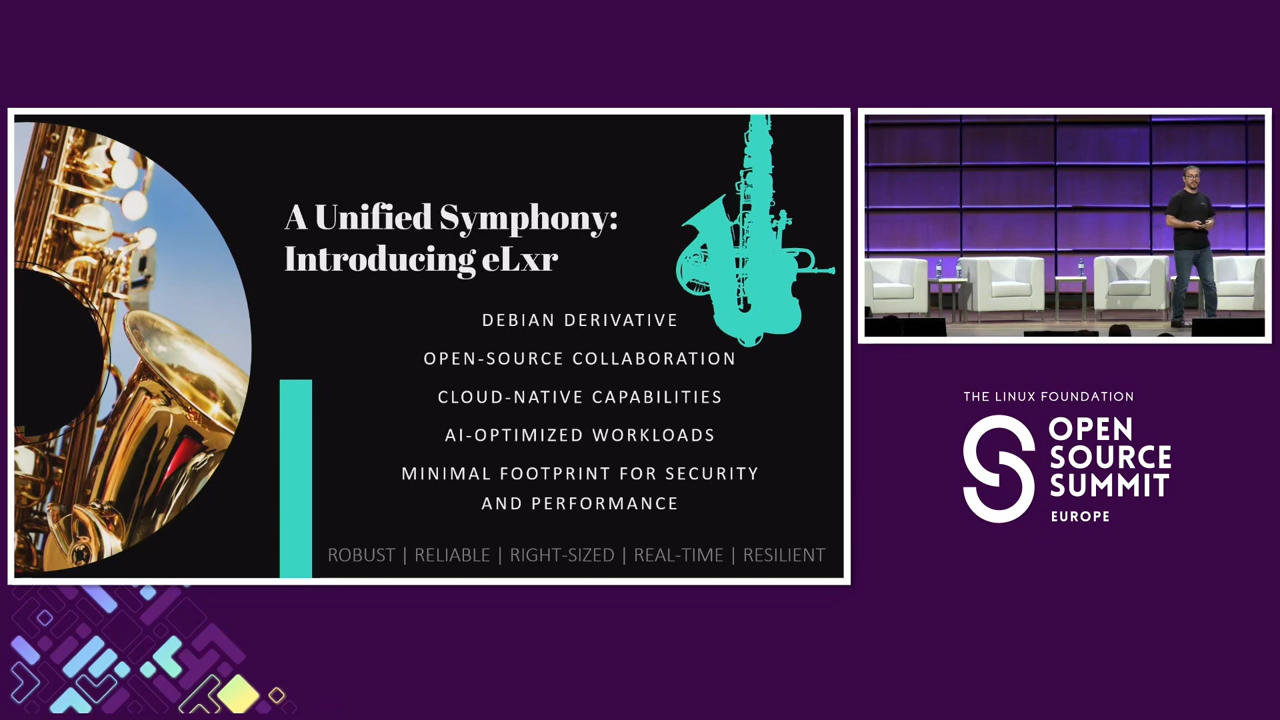 A Unified Symphony:
Introducing eLxr
DEBIAN DERIVATIVE
OPEN-SOURCE COLLABORATION
CLOUD-NATIVE CAPABILITIES
AI-OPTIMIZED WORKLOADS
MINIMAL FOOTPRINT FOR SECURITY
AND PERFORMANCE
ROBUST | RELIABLE | RIGHT-SIZED | REAL-TIME | RESILIENT
THE LINUX FOUNDATION
OPEN
SOURCE
SUMMIT
EUROPE